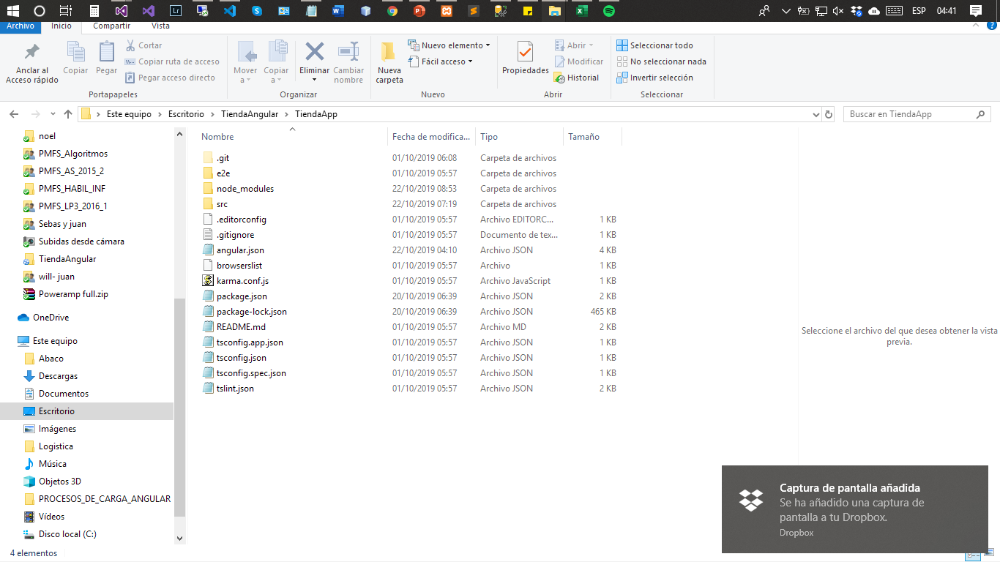 ESP
04:41
Archivo
Inicio
Compartir
Vista
Anclar al
Acceso rápido
Copiar
Pegar
Cortar
Copiar ruta de acceso
Pegar acceso directo
Portapapeles
Mover
a
Copiar
a
Eliminar
Cambiar
nombre
Organizar
Nueva
carpeta
Nuevo elemento
Fácil acceso
Nuevo
Propiedades
Abrir
Modificar
Historial
Abrir
Seleccionar todo
No seleccionar nada
Invertir selección
Seleccionar
Este equipo > Escritorio > TiendaAngular > TiendaApp
Buscar en TiendaApp
noel
PMFS_Algoritmos
PMFS_AS_2015_2
PMFS_HABIL_INF
PMFS_LP3_2016_1
Sebas y juan
Subidas desde cámara
TiendaAngular
will- juan
Poweramp full.zip
OneDrive
Este equipo
Abaco
Descargas
Documentos
Escritorio
Imágenes
Logistica
Música
Objetos 3D
PROCESOS_DE_CARGA_ANGULAR
Vídeos
Disco local (C:)
4 elementos
Nombre Fecha de modifica... Tipo Tamaño
.git 01/10/2019 06:08 Carpeta de archivos
e2e 01/10/2019 05:57 Carpeta de archivos
node_modules 22/10/2019 08:53 Carpeta de archivos
src 22/10/2019 07:19 Carpeta de archivos
.editorconfig 01/10/2019 05:57 Archivo EDITORC... 1 KB
.gitignore 01/10/2019 05:57 Documento de tex... 1 KB
angular.json 22/10/2019 04:10 Archivo JSON 4 KB
browserslist 01/10/2019 05:57 Archivo 1 KB
karma.conf.js 01/10/2019 05:57 Archivo JavaScript 1 KB
package.json 20/10/2019 06:39 Archivo JSON 2 KB
package-lock.json 20/10/2019 06:39 Archivo JSON 465 KB
README.md 01/10/2019 05:57 Archivo MD 2 KB
tsconfig.app.json 01/10/2019 05:57 Archivo JSON 1 KB
tsconfig.json 01/10/2019 05:57 Archivo JSON 1 KB
tsconfig.spec.json 01/10/2019 05:57 Archivo JSON 1 KB
tslint.json 01/10/2019 05:57 Archivo JSON 2 KB
Seleccione el archivo del que desea obtener la vista
previa.
Captura de pantalla añadida
Se ha añadido una captura de
pantalla a tu Dropbox.
Dropbox